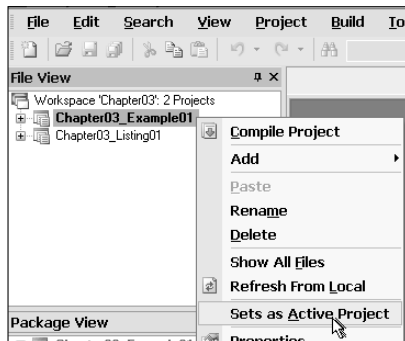 File Edit Search View Project Build
File View
Workspace 'Chapter03': 2 Projects
Chapter03_Example01
Chapter03_Listing01
Compile Project
Add
Paste
Rename
Delete
Show All Files
Refresh From Local
Sets as Active Project
Properties
Package View